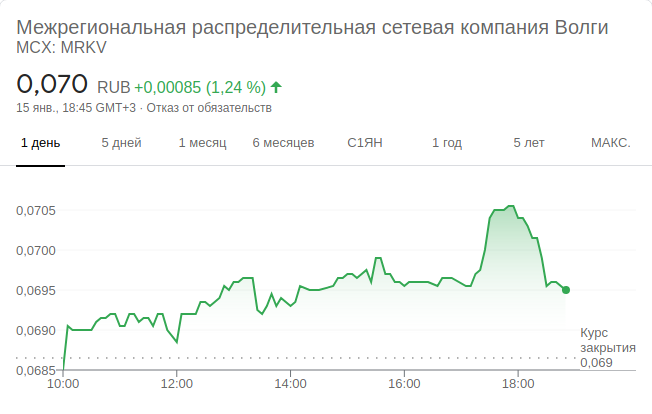 Межрегиональная распределительная сетевая компания Волги
MCX: MRKV
0,070 RUB +0,00085 (1,24 %)
15 янв., 18:45 GMT+3 · Отказ от обязательств
1 день 5 дней 1 месяц 6 месяцев С1ЯН 1 год 5 лет МАКС.
0,0705
0,0700
0,0695
0,0690
0,0685
Курс
закрытия
0,069
10:00 12:00 14:00 16:00 18:00